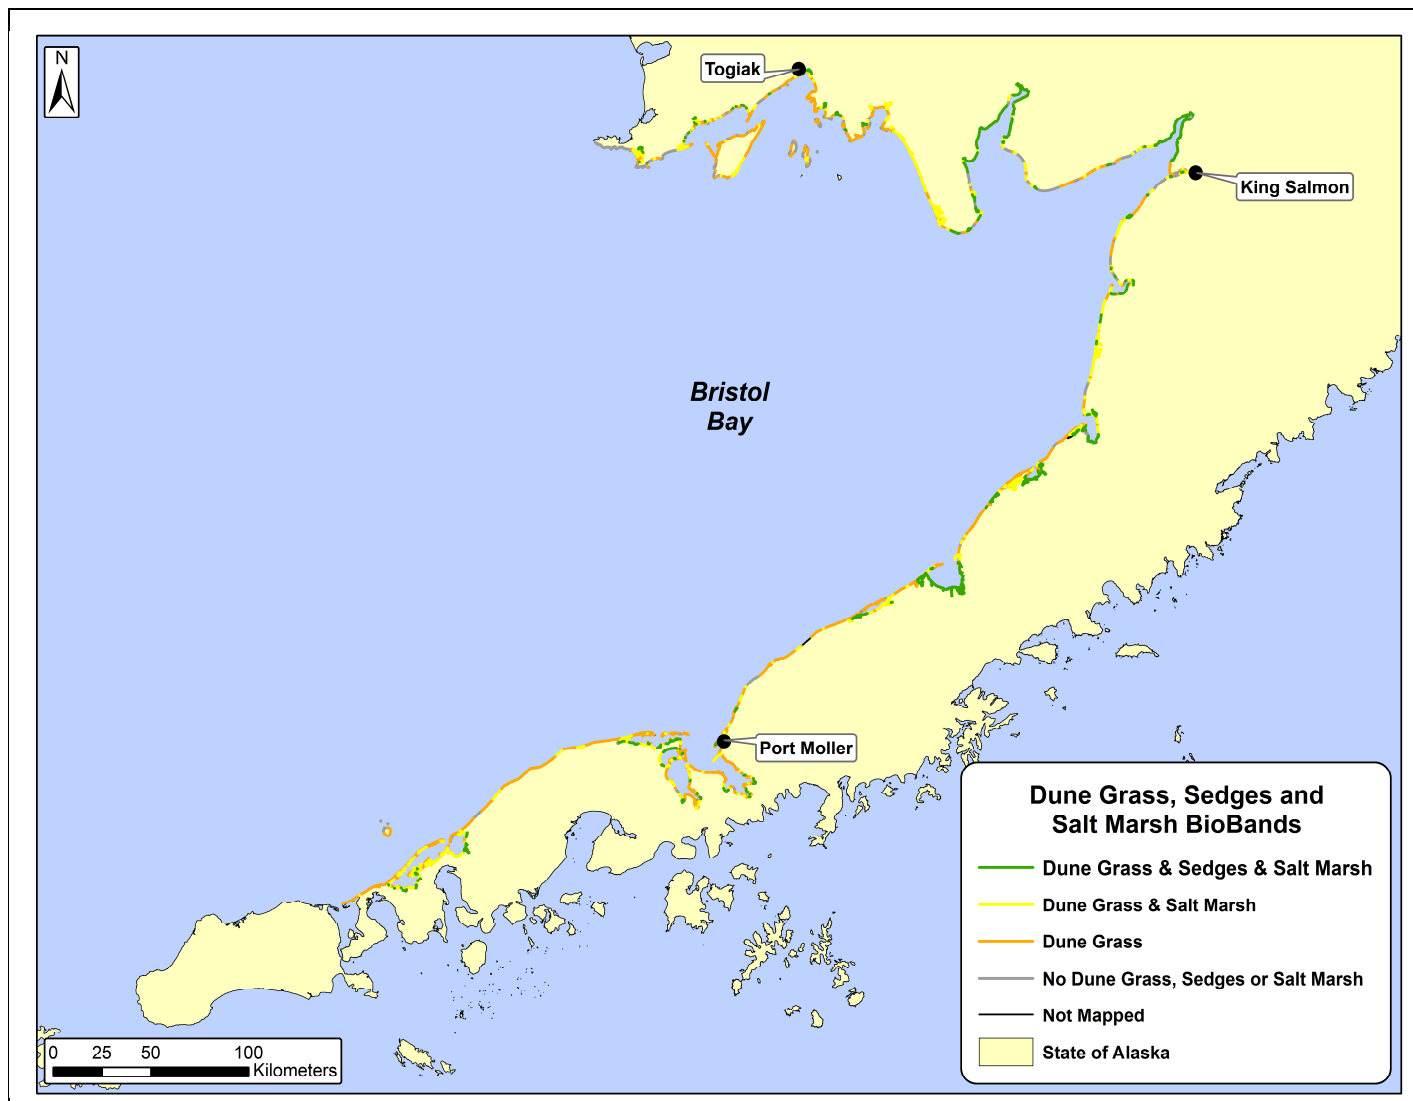 N
Togiak
King Salmon
Bristol
Bay
Port Moller
Dune Grass, Sedges and
Salt Marsh BioBands
Dune Grass & Sedges & Salt Marsh
Dune Grass & Salt Marsh
Dune Grass
No Dune Grass, Sedges or Salt Marsh
Not Mapped
State of Alaska
0 25 50 100
Kilometers